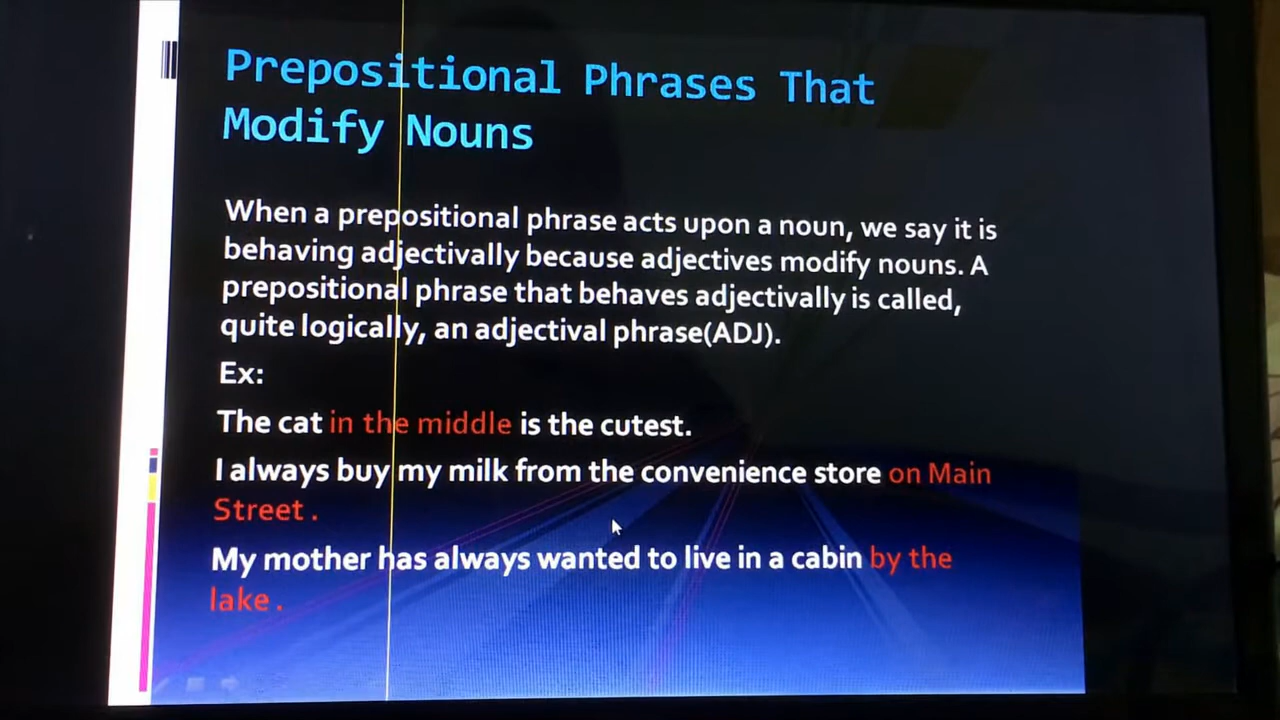 Prepositional Phrases That
Modify Nouns
When a prepositional phrase acts upon a noun, we say it is
behaving adjectivally because adjectives modify nouns. A
prepositional phrase that behaves adjectivally is called,
quite logically, an adjectival phrase(ADJ).
Ex:
The cat in the middle is the cutest.
I always buy my milk from the convenience store on Main
Street .
My mother has always wanted to live in a cabin by the
lake .